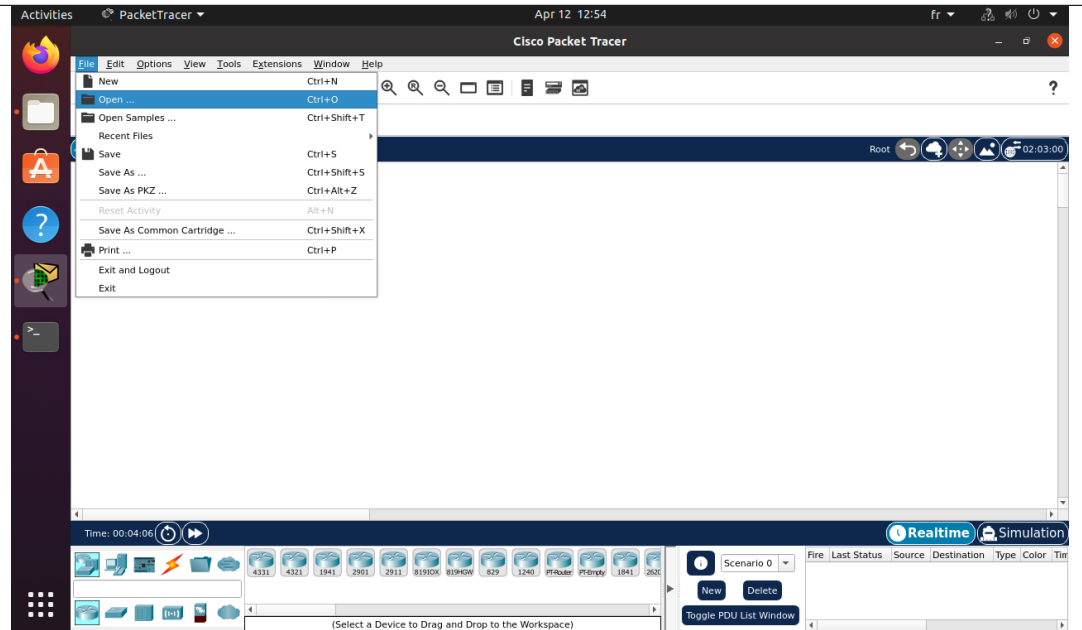 Activities PacketTracer Apr 12 12:54 fr
Cisco Packet Tracer
File Edit Options View Tools Extensions Window Help
New Ctrl+N
Open ... Ctrl+O
Open Samples ... Ctrl+Shift+T
Recent Files
Save Ctrl+S
Save As ... Ctrl+Shift+S
Save As PKZ ... Ctrl+Alt+Z
Reset Activity Alt+N
Save As Common Cartridge ... Ctrl+Shift+X
Print ... Ctrl+P
Exit and Logout
Exit
?
Root 02:03:00
Time: 00:04:06 Realtime Simulation
4331 4321 1941 2901 2911 819IOX 819HGW 829 1240 PT-Router PT-Empty 1841 262
(Select a Device to Drag and Drop to the Workspace)
Scenario 0
New Delete
Toggle PDU List Window
Fire Last Status Source Destination Type Color Tim